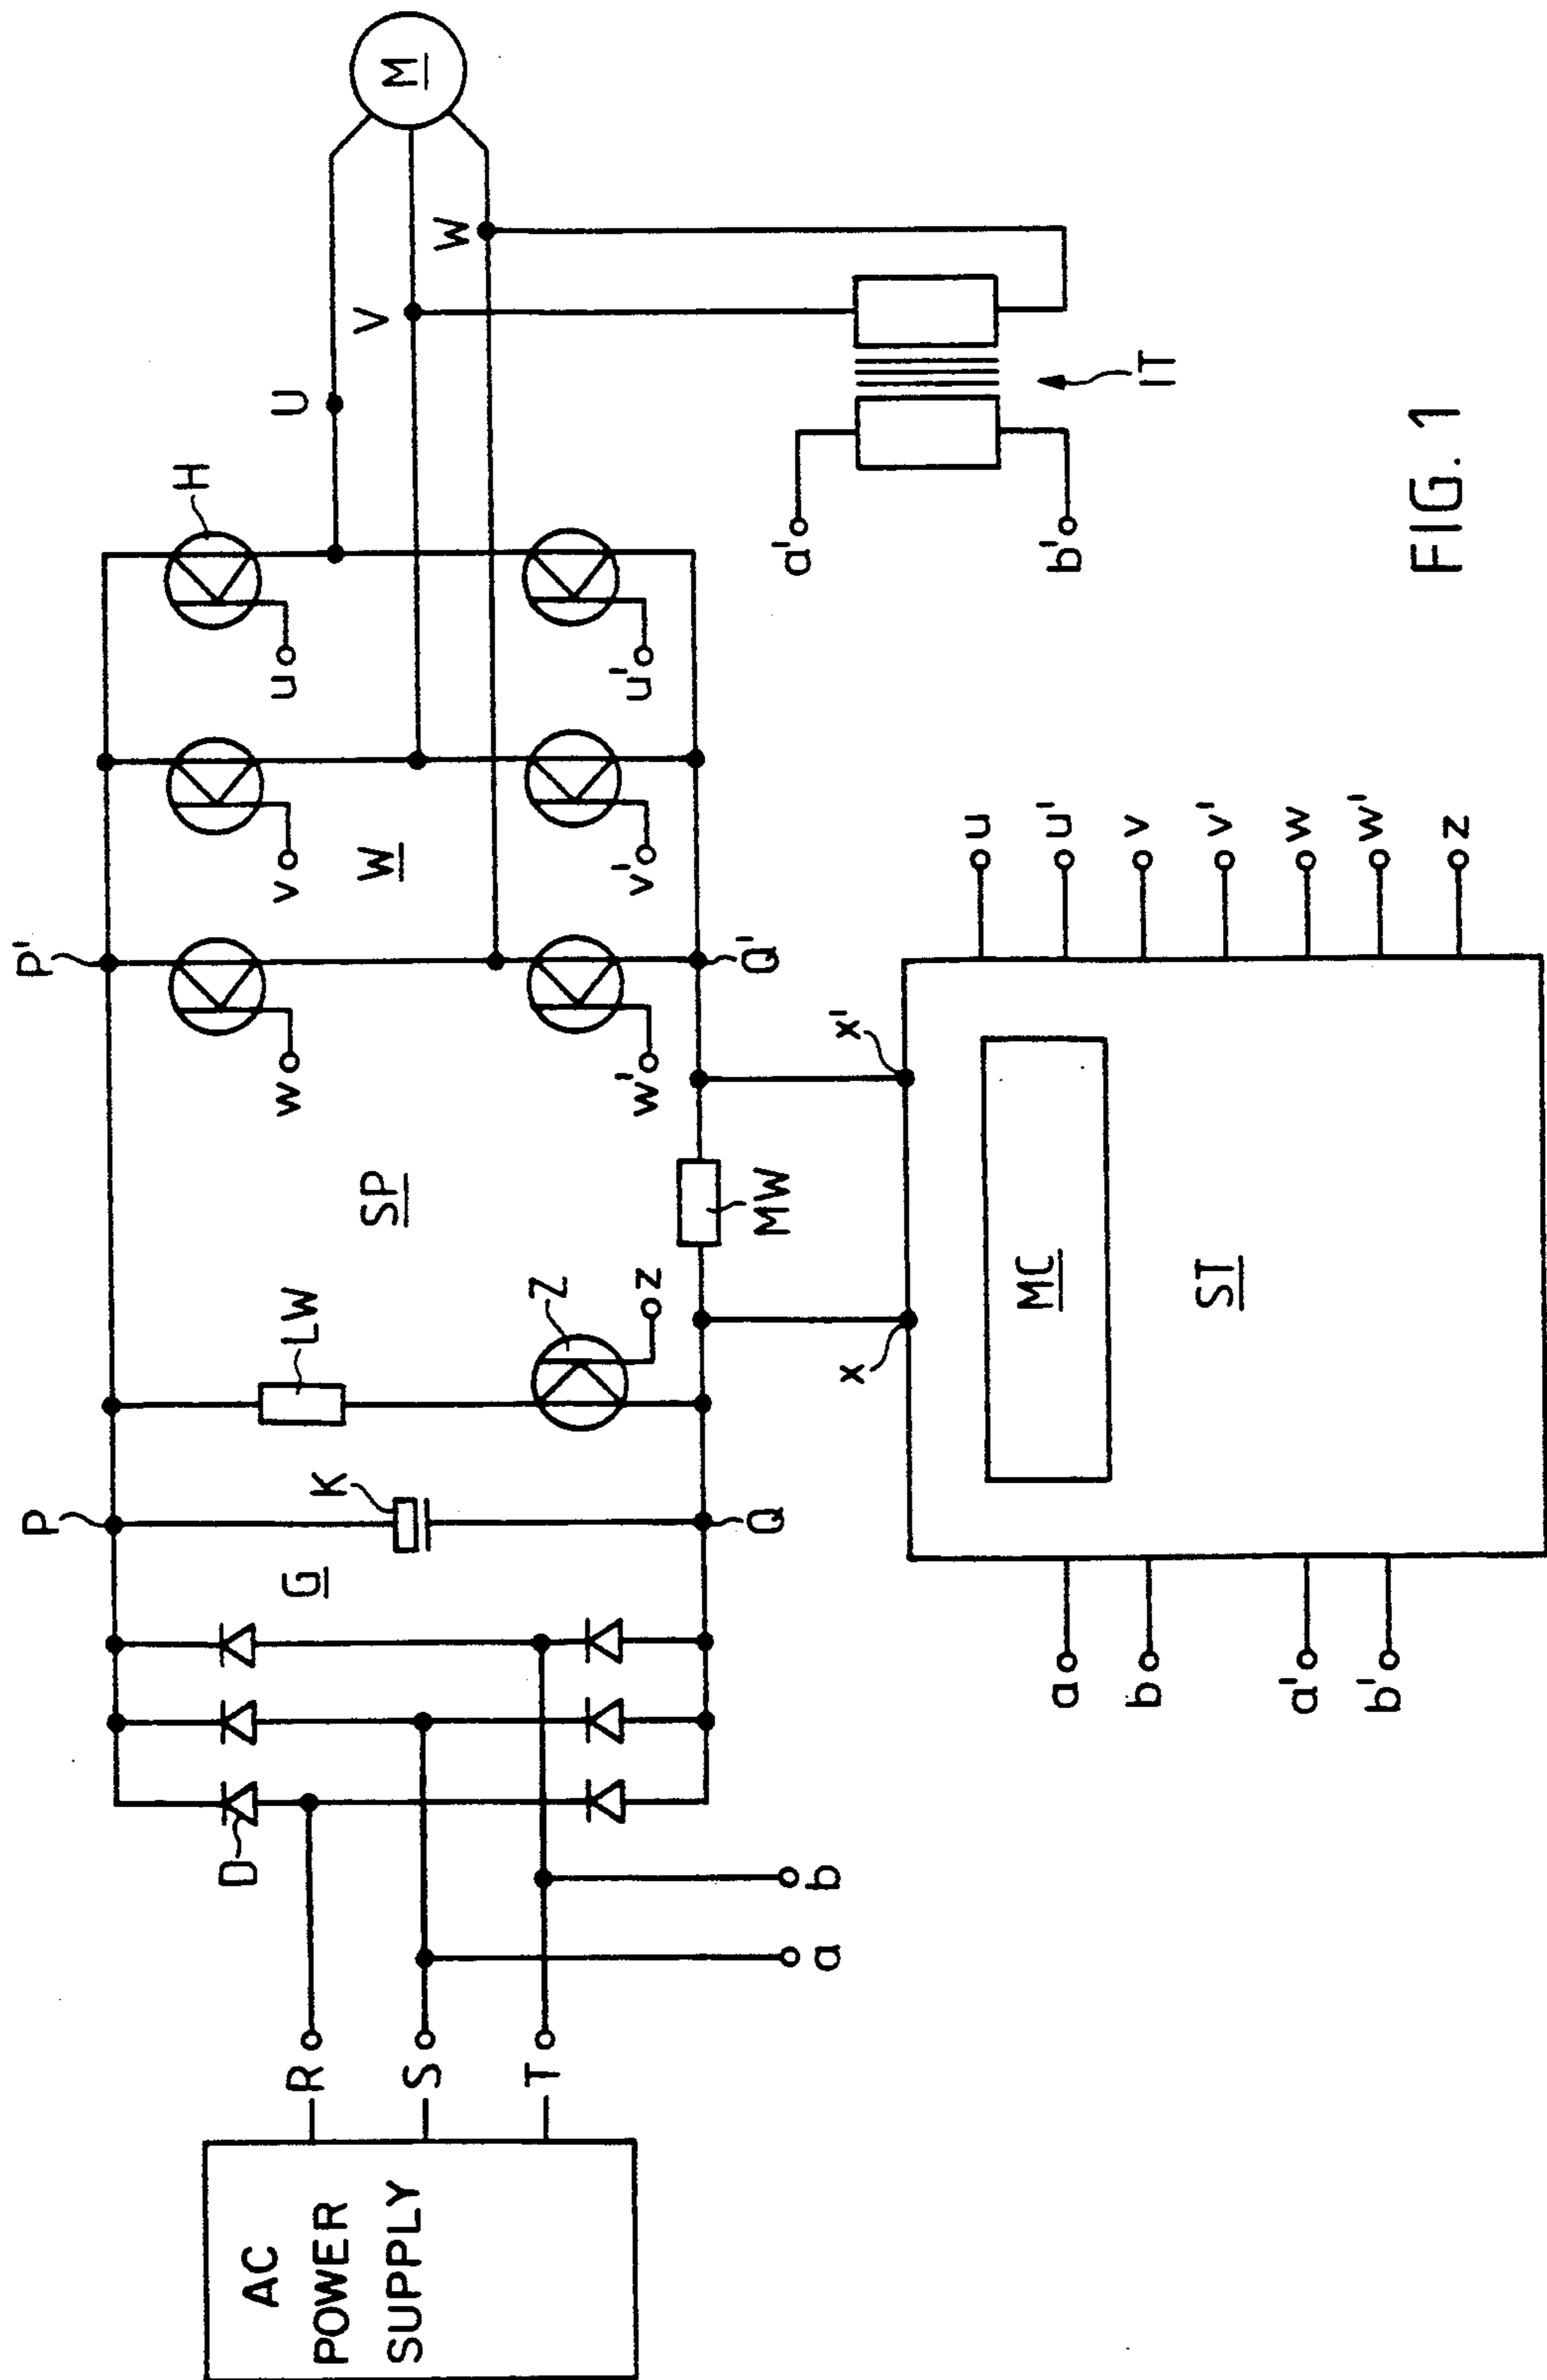 AC
POWER
SUPPLY
R
S
T
a
b
D
G
P
K
Q
LW
Z
z
SP
MW
P'
Q'
w
w'
v
v'
W
u
u'
H
U
V
W
M
a'
b'
IT
x
x'
MC
ST
a
b
a'
b'
u
u'
v
v'
w
w'
z
FIG. 1